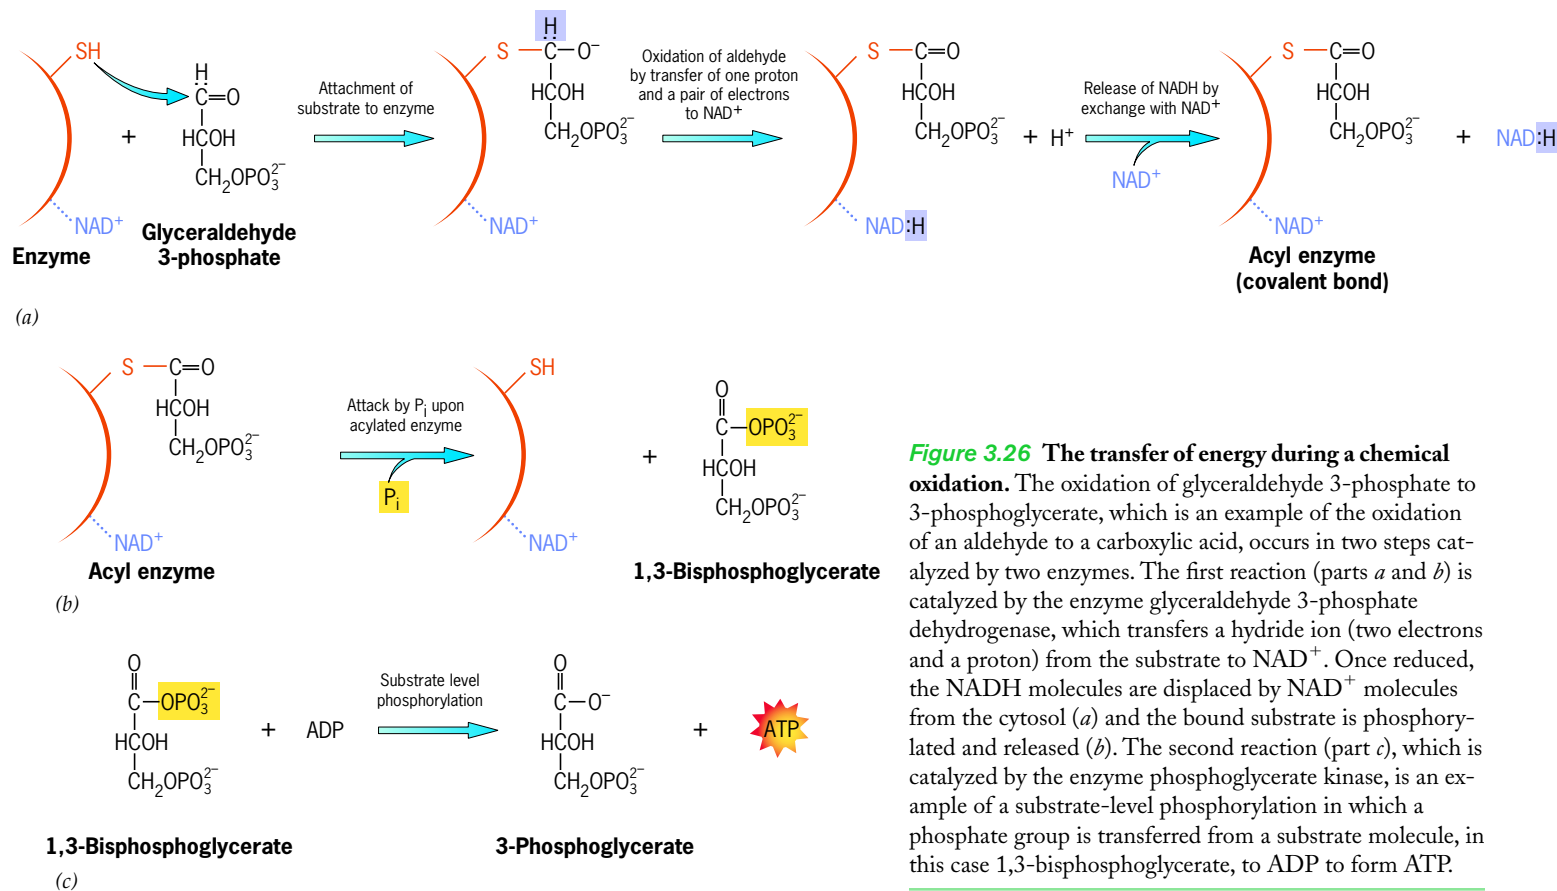 SH
H
C=O
HCOH
CH2OPO3^2−
NAD+
Enzyme
+
Glyceraldehyde
3-phosphate
Attachment of
substrate to enzyme
H
S — C — O−
HCOH
CH2OPO3^2−
NAD+
Oxidation of aldehyde
by transfer of one proton
and a pair of electrons
to NAD+
S — C=O
HCOH
CH2OPO3^2−
NAD:H
+ H+
Release of NADH by
exchange with NAD+
NAD+
S — C=O
HCOH
CH2OPO3^2−
NAD+
Acyl enzyme
(covalent bond)
+
NAD:H
(a)
S — C=O
HCOH
CH2OPO3^2−
NAD+
Acyl enzyme
Attack by Pi upon
acylated enzyme
Pi
SH
NAD+
+
O
C—OPO3^2−
HCOH
CH2OPO3^2−
1,3-Bisphosphoglycerate
(b)
O
C—OPO3^2−
HCOH
CH2OPO3^2−
1,3-Bisphosphoglycerate
+
ADP
Substrate level
phosphorylation
O
C—O−
HCOH
CH2OPO3^2−
3-Phosphoglycerate
+
ATP
(c)
Figure 3.26 The transfer of energy during a chemical
oxidation. The oxidation of glyceraldehyde 3-phosphate to
3-phosphoglycerate, which is an example of the oxidation
of an aldehyde to a carboxylic acid, occurs in two steps cat-
alyzed by two enzymes. The first reaction (parts a and b) is
catalyzed by the enzyme glyceraldehyde 3-phosphate
dehydrogenase, which transfers a hydride ion (two electrons
and a proton) from the substrate to NAD+. Once reduced,
the NADH molecules are displaced by NAD+ molecules
from the cytosol (a) and the bound substrate is phosphory-
lated and released (b). The second reaction (part c), which is
catalyzed by the enzyme phosphoglycerate kinase, is an ex-
ample of a substrate-level phosphorylation in which a
phosphate group is transferred from a substrate molecule, in
this case 1,3-bisphosphoglycerate, to ADP to form ATP.